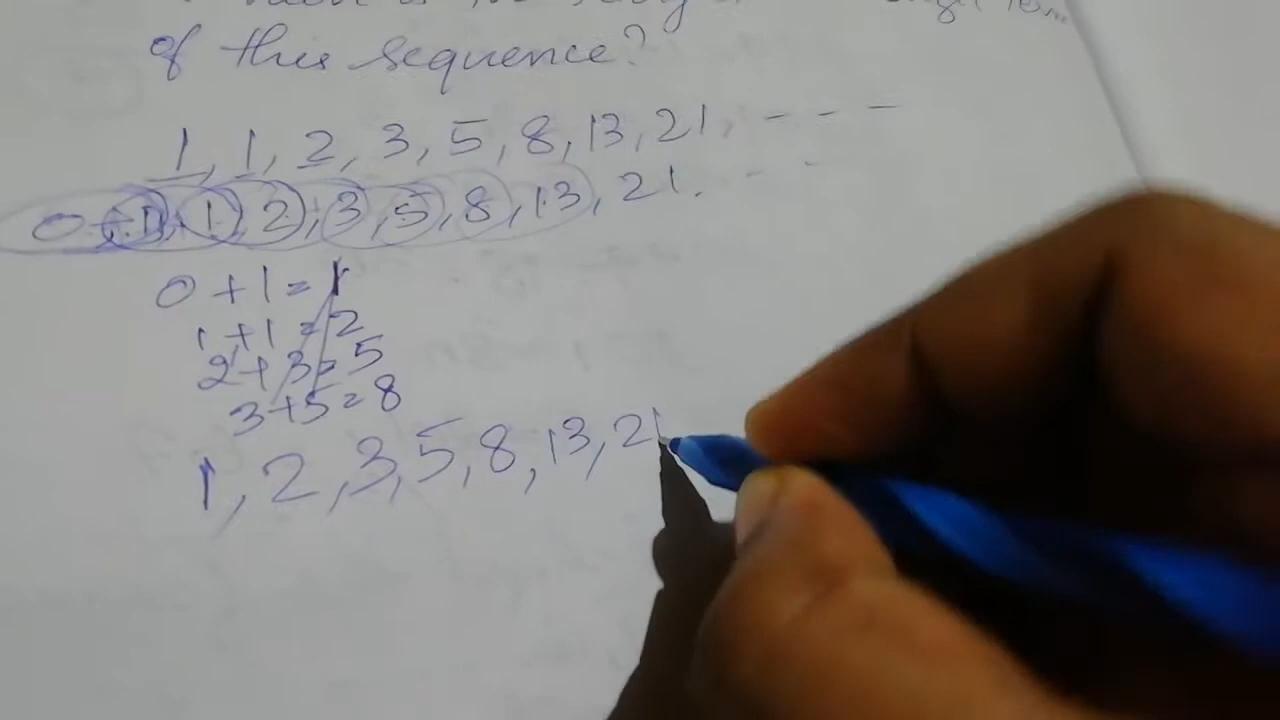 of this sequence?
1, 1, 2, 3, 5, 8, 13, 21, - - -
0+1, 1, 2, 3, 5, 8, 13, 21. - -
0+1=1
1+1=2
2+3=5
3+5=8
1, 2, 3, 5, 8, 13, 21